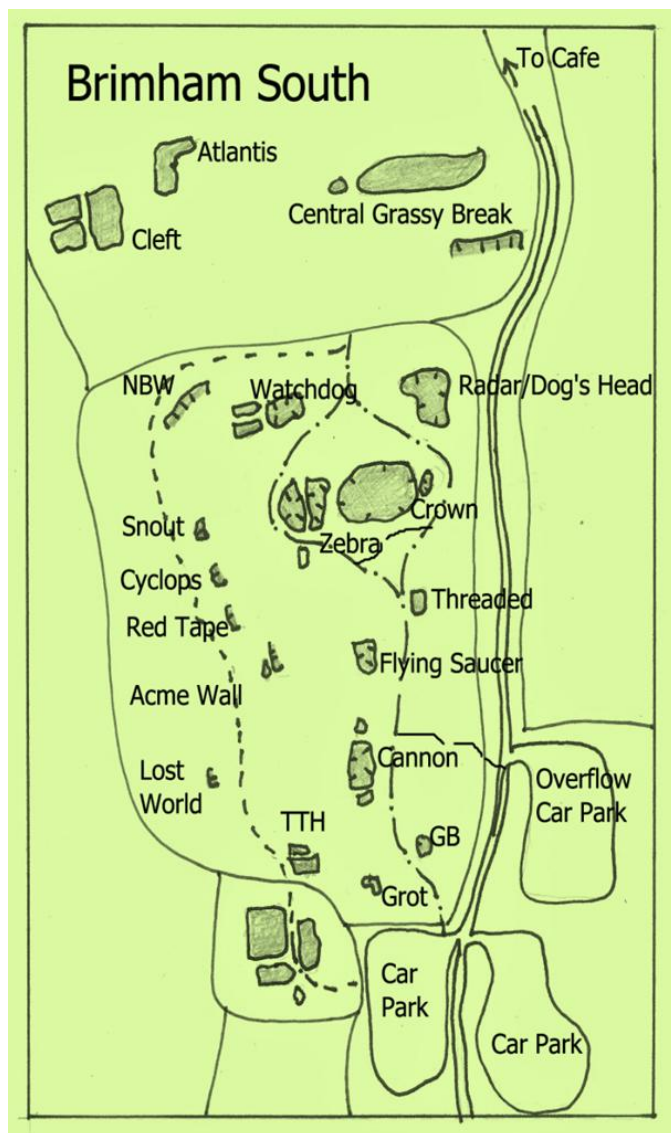 To Cafe
Brimham South
Atlantis
Central Grassy Break
Cleft
NBW
Watchdog
Radar/Dog's Head
Crown
Snout
Zebra
Cyclops
Threaded
Red Tape
Flying Saucer
Acme Wall
Cannon
Lost
World
Overflow
Car Park
TTH
GB
Grot
Car
Park
Car Park